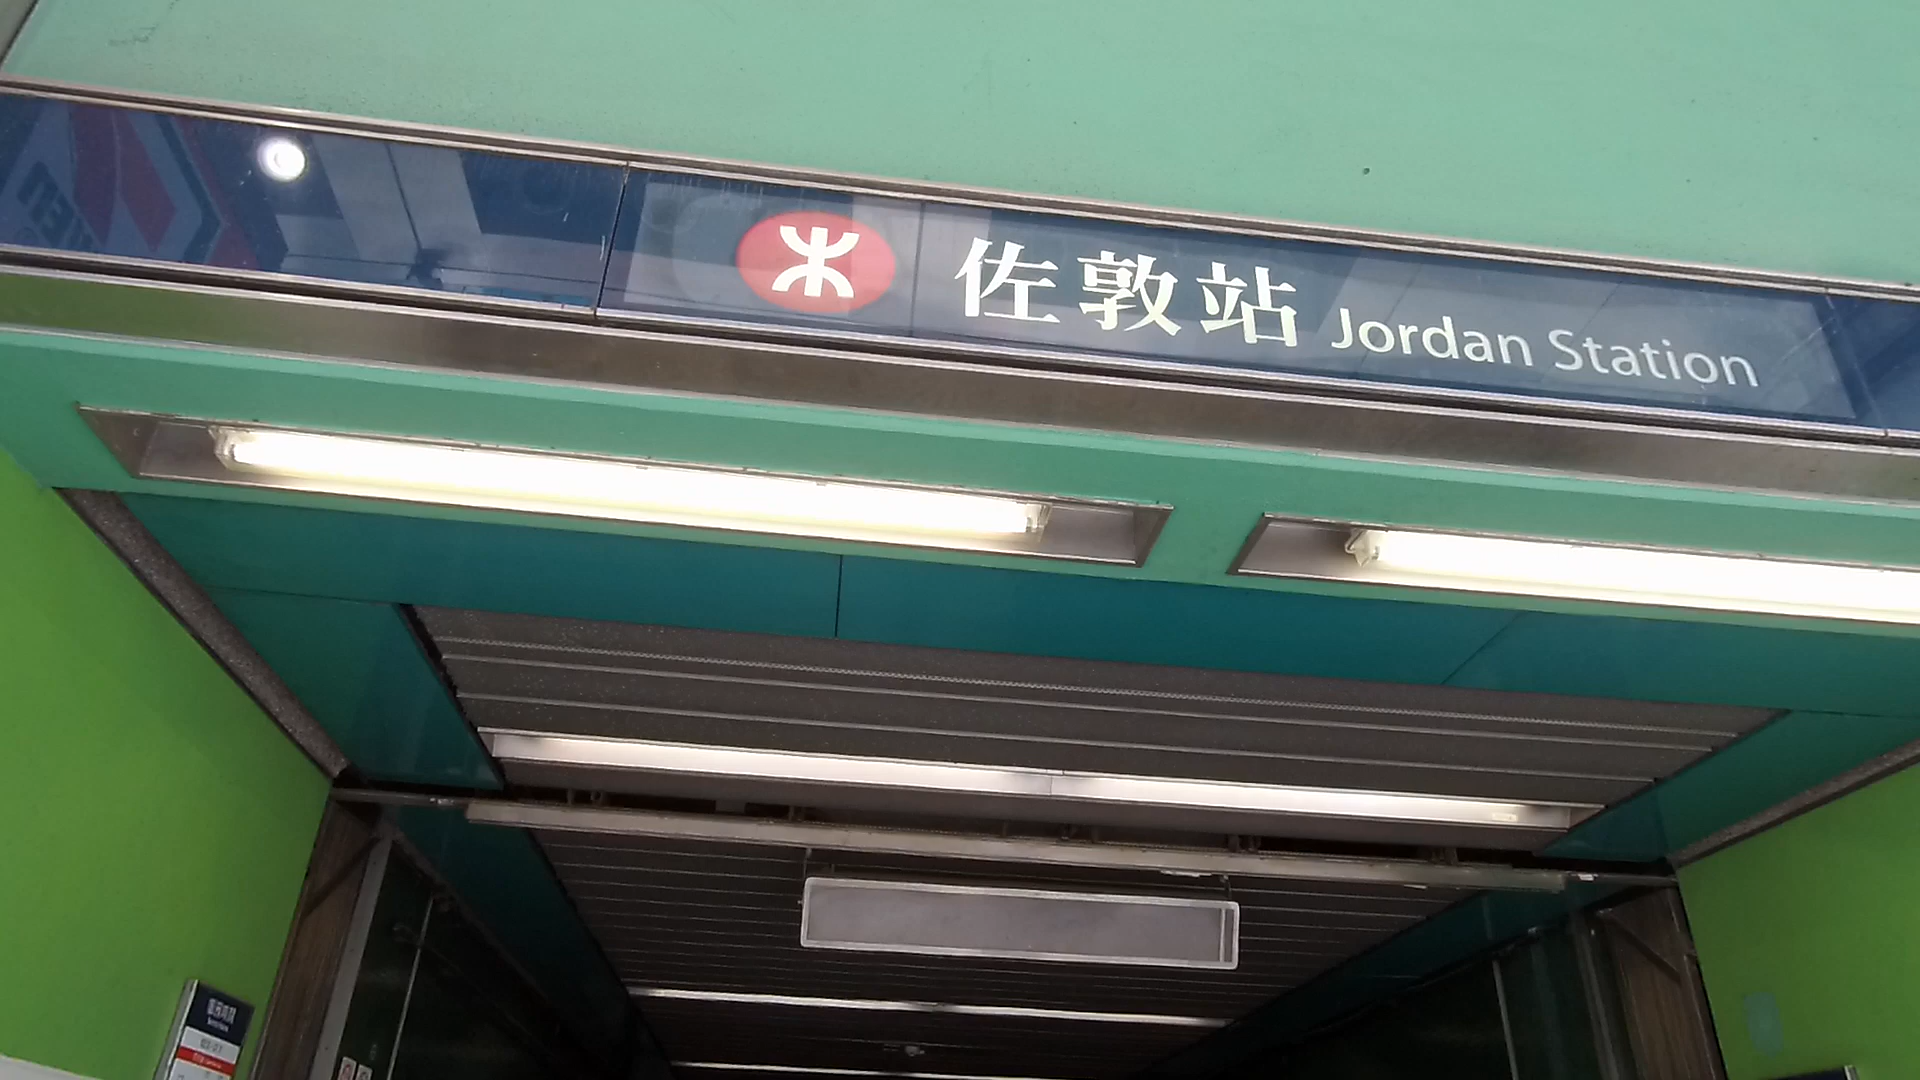 佐敦站 Jordan Station